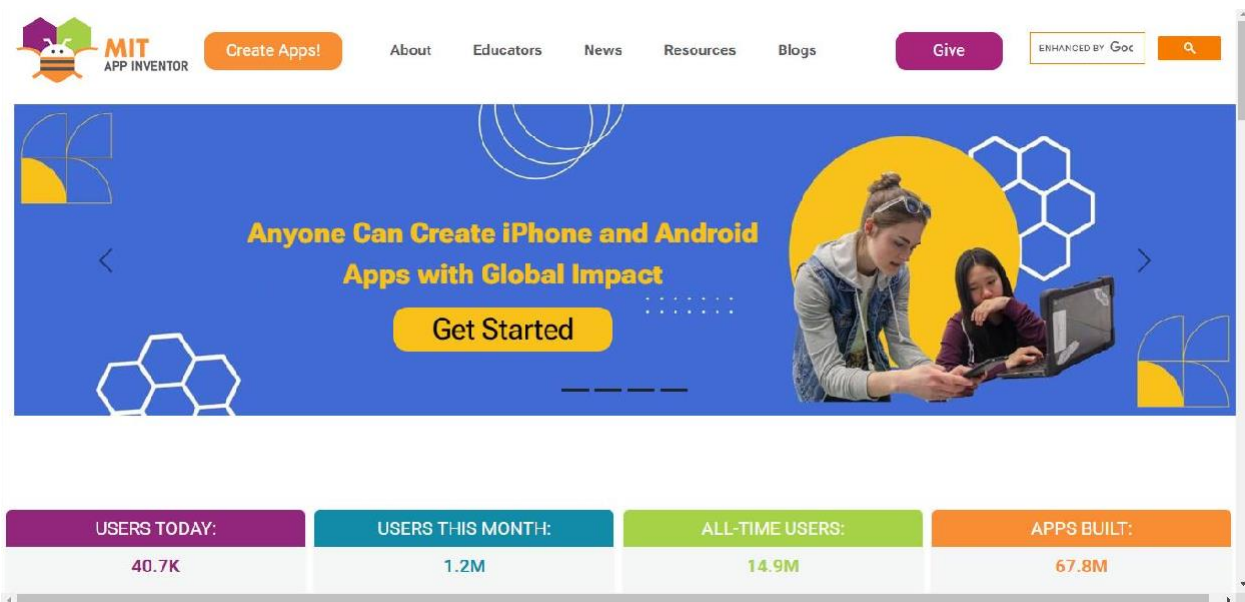 MIT
APP INVENTOR
Create Apps!
About
Educators
News
Resources
Blogs
Give
ENHANCED BY Goo
Anyone Can Create iPhone and Android
Apps with Global Impact
Get Started
USERS TODAY:
USERS THIS MONTH:
ALL-TIME USERS:
APPS BUILT:
40.7K
1.2M
14.9M
67.8M